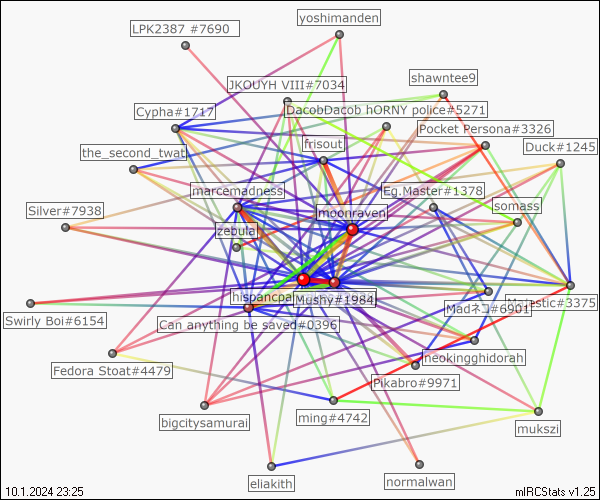 yoshimanden
LPK2387 #7690
shawntee9
JKOUYH VIII#7034
DacobDacob hORNY police#5271
Cypha#1717
Pocket Persona#3326
frisout
Duck#1245
the_second_twat
marcemadness
Eg.Master#1378
Silver#7938
moonraven
somass
zebula
hispancpa
Mushy#1984
Majestic#3375
Madネコ#6901
Swirly Boi#6154
Can anything be saved#0396
neokingghidorah
Fedora Stoat#4479
Pikabro#9971
bigcitysamurai
ming#4742
mukszi
eliakith
normalwan
10.1.2024 23:25
mIRCStats v1.25